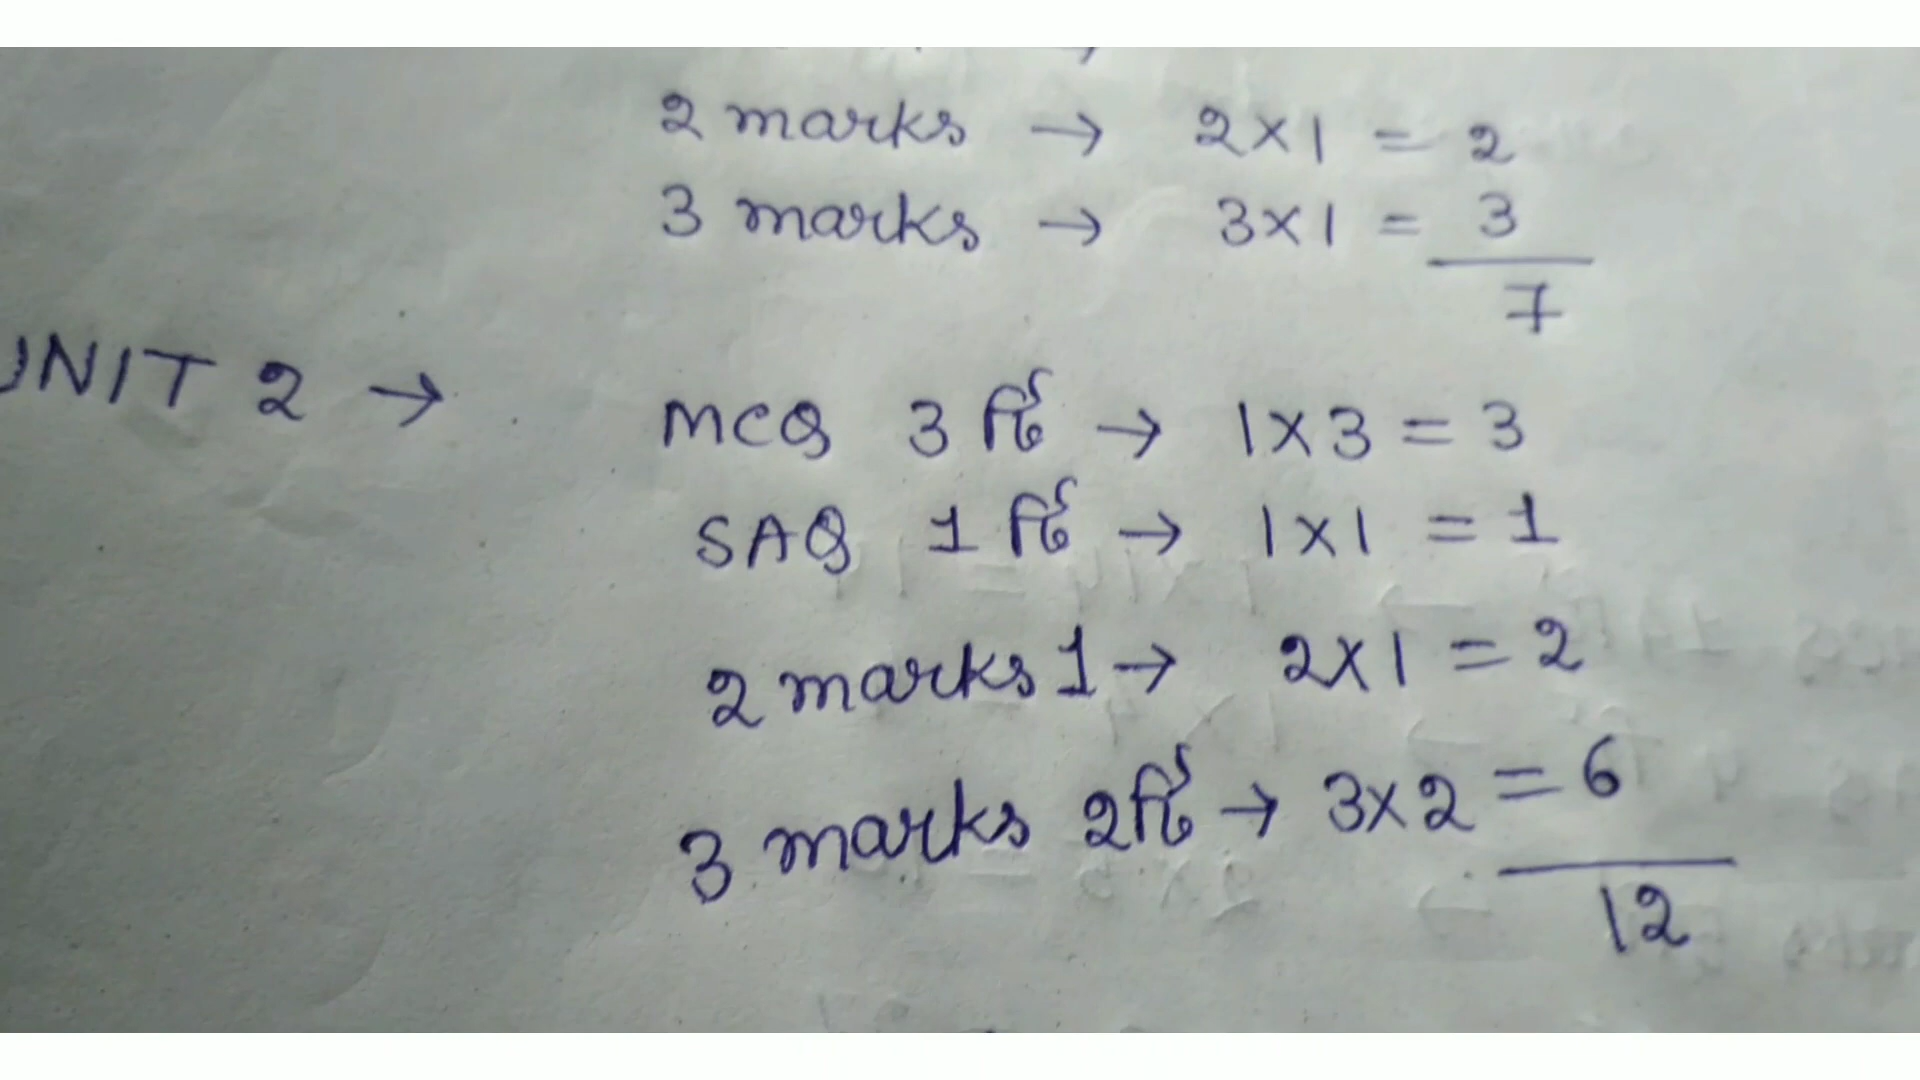 2 marks → 2×1 = 2
3 marks → 3×1 = 3
7
UNIT 2 → MCQ 3 টি → 1×3 = 3
SAQ 1 টি → 1×1 = 1
2 marks 1 → 2×1 = 2
3 marks 2টি → 3×2 = 6
12